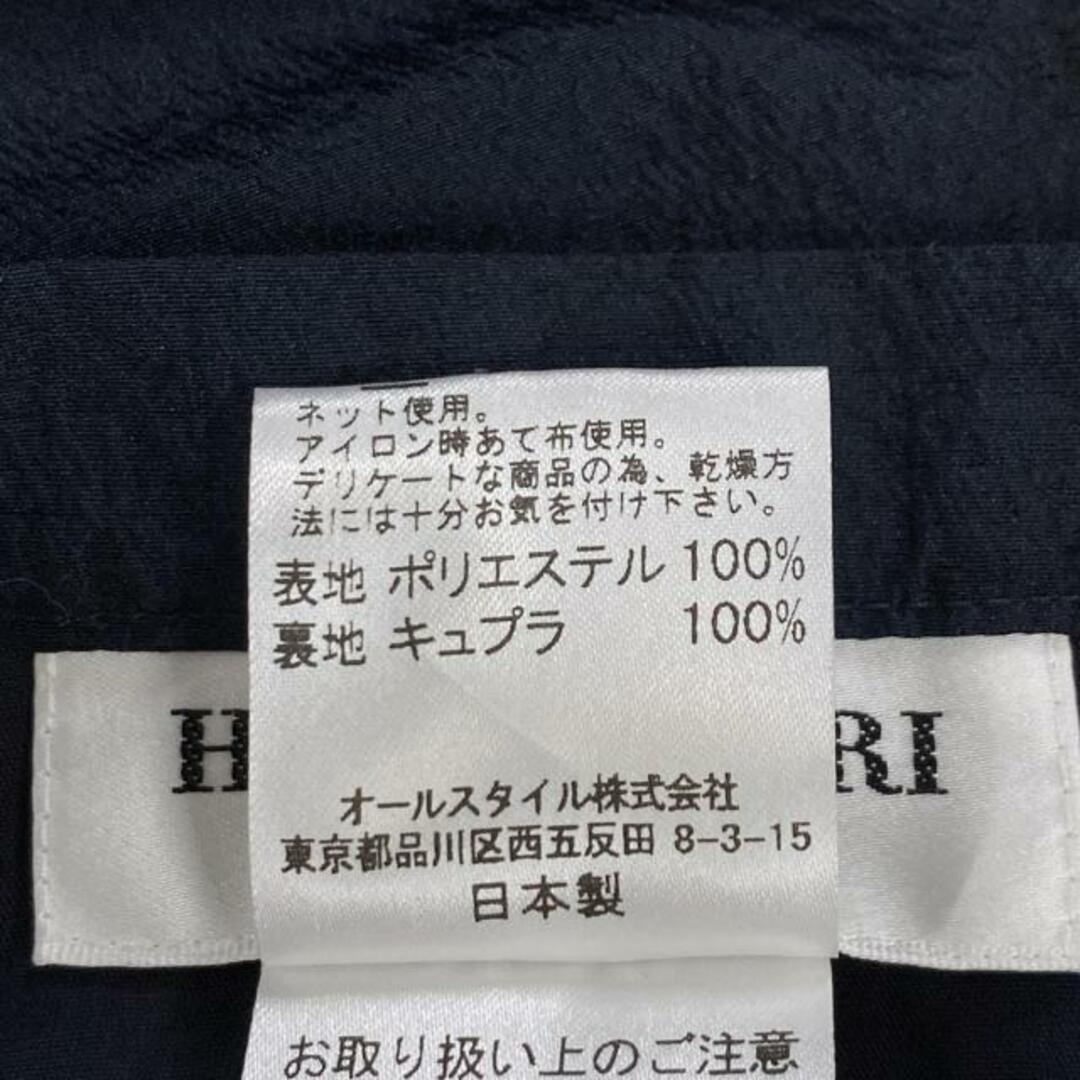 ネット使用。
アイロン時あて布使用。
デリケートな商品の為、乾燥方
法には十分お気を付け下さい。
表地 ポリエステル 100%
裏地 キュプラ 100%
オールスタイル株式会社
東京都品川区西五反田 8-3-15
日本製
お取り扱い上のご注意